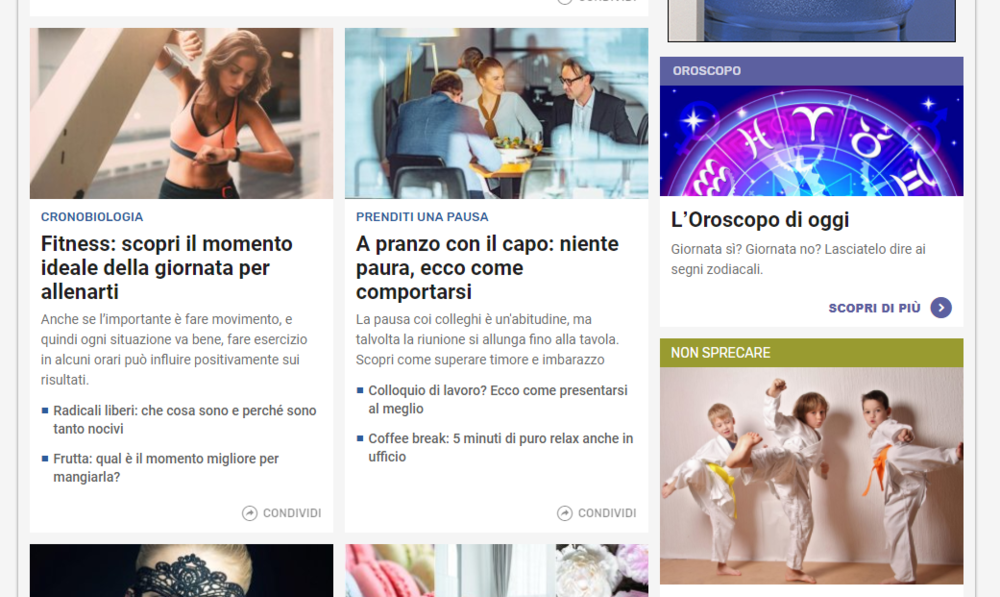 CONDIVIDI
CRONOBIOLOGIA
Fitness: scopri il momento
ideale della giornata per
allenarti
Anche se l'importante è fare movimento, e
quindi ogni situazione va bene, fare esercizio
in alcuni orari può influire positivamente sui
risultati.
Radicali liberi: che cosa sono e perché sono
tanto nocivi
Frutta: qual è il momento migliore per
mangiarla?
CONDIVIDI
PRENDITI UNA PAUSA
A pranzo con il capo: niente
paura, ecco come
comportarsi
La pausa coi colleghi è un'abitudine, ma
talvolta la riunione si allunga fino alla tavola.
Scopri come superare timore e imbarazzo
Colloquio di lavoro? Ecco come presentarsi
al meglio
Coffee break: 5 minuti di puro relax anche in
ufficio
CONDIVIDI
OROSCOPO
L'Oroscopo di oggi
Giornata sì? Giornata no? Lasciatelo dire ai
segni zodiacali.
SCOPRI DI PIÙ
NON SPRECARE